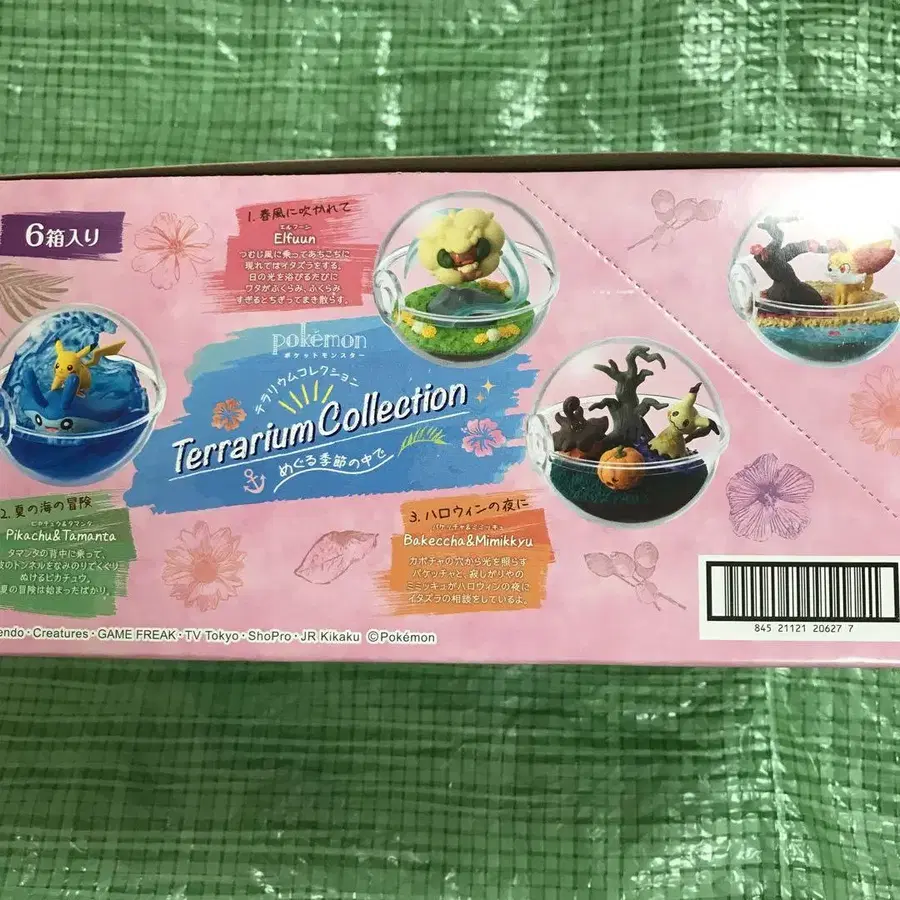 6箱入り
1. 春風に吹かれて
エルフーン
Elfuun
つむじ風に乗ってあちこちに
現れてはイタズラをする。
日の光を浴びるたびに
ワタがふくらみ、ふくらみ
すぎるとちぎってまき散らす。
pokémon
ポケットモンスター
テラリウムコレクション
Terrarium Collection
めぐる季節の中で
2. 夏の海の冒険
ピカチュウ&タマンタ
Pikachu&Tamanta
タマンタの背中に乗って、
のトンネルをなみのりでくぐり
ぬけるピカチュウ。
夏の冒険は始まったばかり。
3. ハロウィンの夜に
バケッチャ&ミミッキュ
Bakeccha&Mimikkyu
カボチャの穴から光を照らす
バケッチャと、寂しがりやの
ミミッキュがハロウィンの夜に
イタズラの相談をしているよ。
endo・Creatures・GAME FREAK・TV Tokyo・ShoPro・JR Kikaku ©Pokémon
845 21121 20627 7